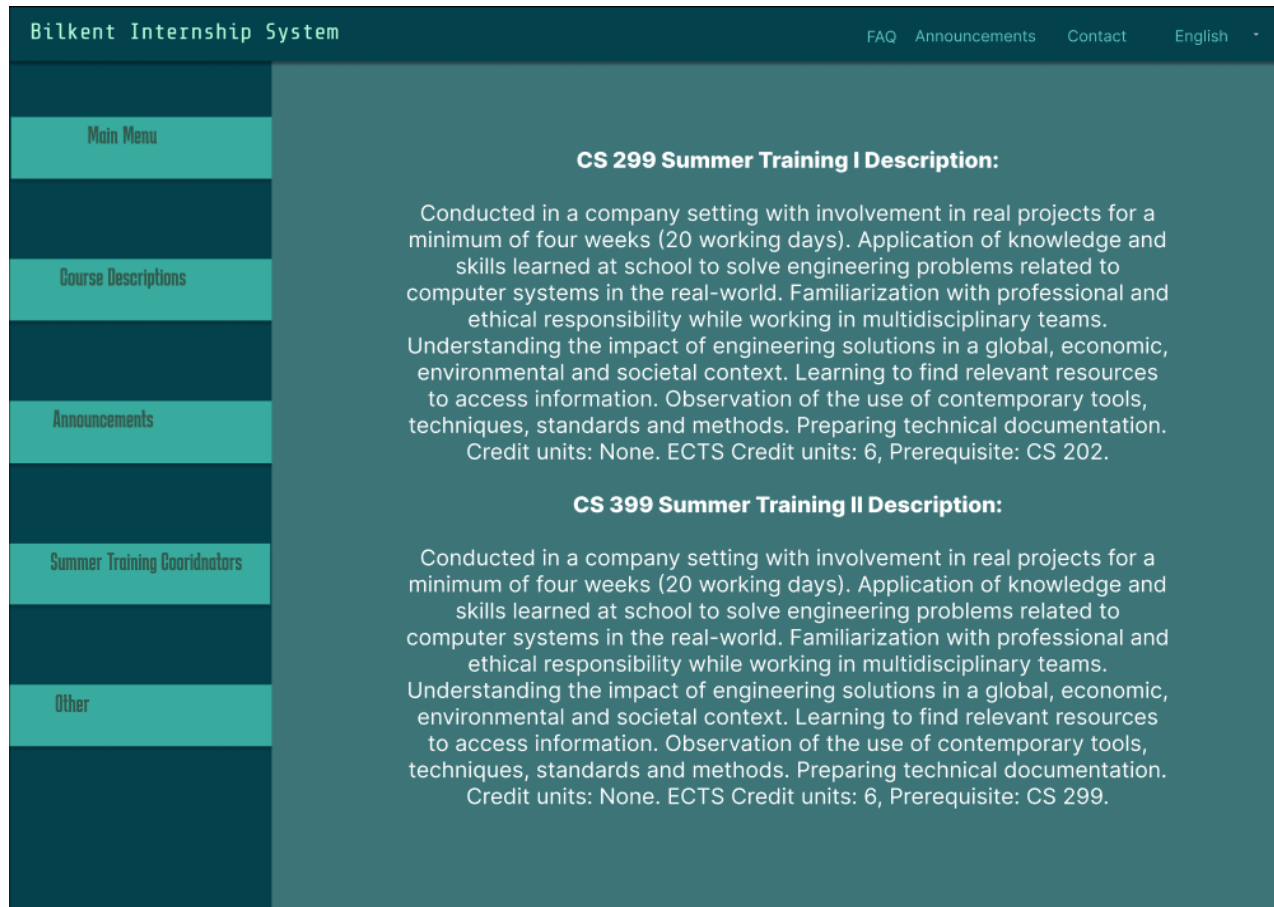 Bilkent Internship System
FAQ Announcements Contact English
Main Menu
Course Descriptions
Announcements
Summer Training Cooridnators
Other
CS 299 Summer Training I Description:
Conducted in a company setting with involvement in real projects for a
minimum of four weeks (20 working days). Application of knowledge and
skills learned at school to solve engineering problems related to
computer systems in the real-world. Familiarization with professional and
ethical responsibility while working in multidisciplinary teams.
Understanding the impact of engineering solutions in a global, economic,
environmental and societal context. Learning to find relevant resources
to access information. Observation of the use of contemporary tools,
techniques, standards and methods. Preparing technical documentation.
Credit units: None. ECTS Credit units: 6, Prerequisite: CS 202.
CS 399 Summer Training II Description:
Conducted in a company setting with involvement in real projects for a
minimum of four weeks (20 working days). Application of knowledge and
skills learned at school to solve engineering problems related to
computer systems in the real-world. Familiarization with professional and
ethical responsibility while working in multidisciplinary teams.
Understanding the impact of engineering solutions in a global, economic,
environmental and societal context. Learning to find relevant resources
to access information. Observation of the use of contemporary tools,
techniques, standards and methods. Preparing technical documentation.
Credit units: None. ECTS Credit units: 6, Prerequisite: CS 299.